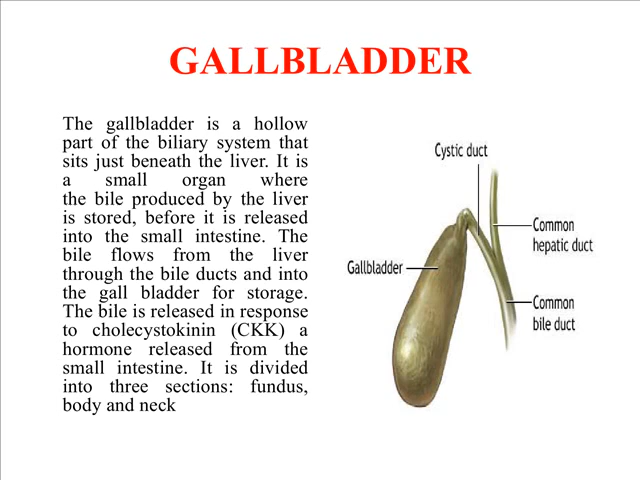 GALLBLADDER
The gallbladder is a hollow
part of the biliary system that
sits just beneath the liver. It is
a small organ where
the bile produced by the liver
is stored, before it is released
into the small intestine. The
bile flows from the liver
through the bile ducts and into
the gall bladder for storage.
The bile is released in response
to cholecystokinin (CKK) a
hormone released from the
small intestine. It is divided
into three sections: fundus,
body and neck
Cystic duct
Common
hepatic duct
Gallbladder
Common
bile duct